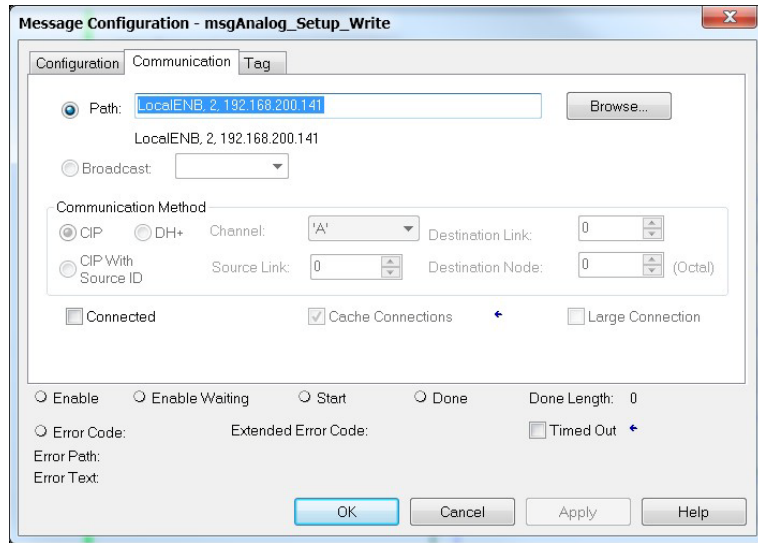 Message Configuration - msgAnalog_Setup_Write
Configuration Communication Tag
Path: LocalENB, 2, 192.168.200.141 Browse...
LocalENB, 2, 192.168.200.141
Broadcast:
Communication Method
CIP DH+ Channel: 'A' Destination Link: 0
CIP With Source ID Source Link: 0 Destination Node: 0 (Octal)
Connected Cache Connections Large Connection
Enable Enable Waiting Start Done Done Length: 0
Error Code: Extended Error Code: Timed Out
Error Path:
Error Text:
OK Cancel Apply Help